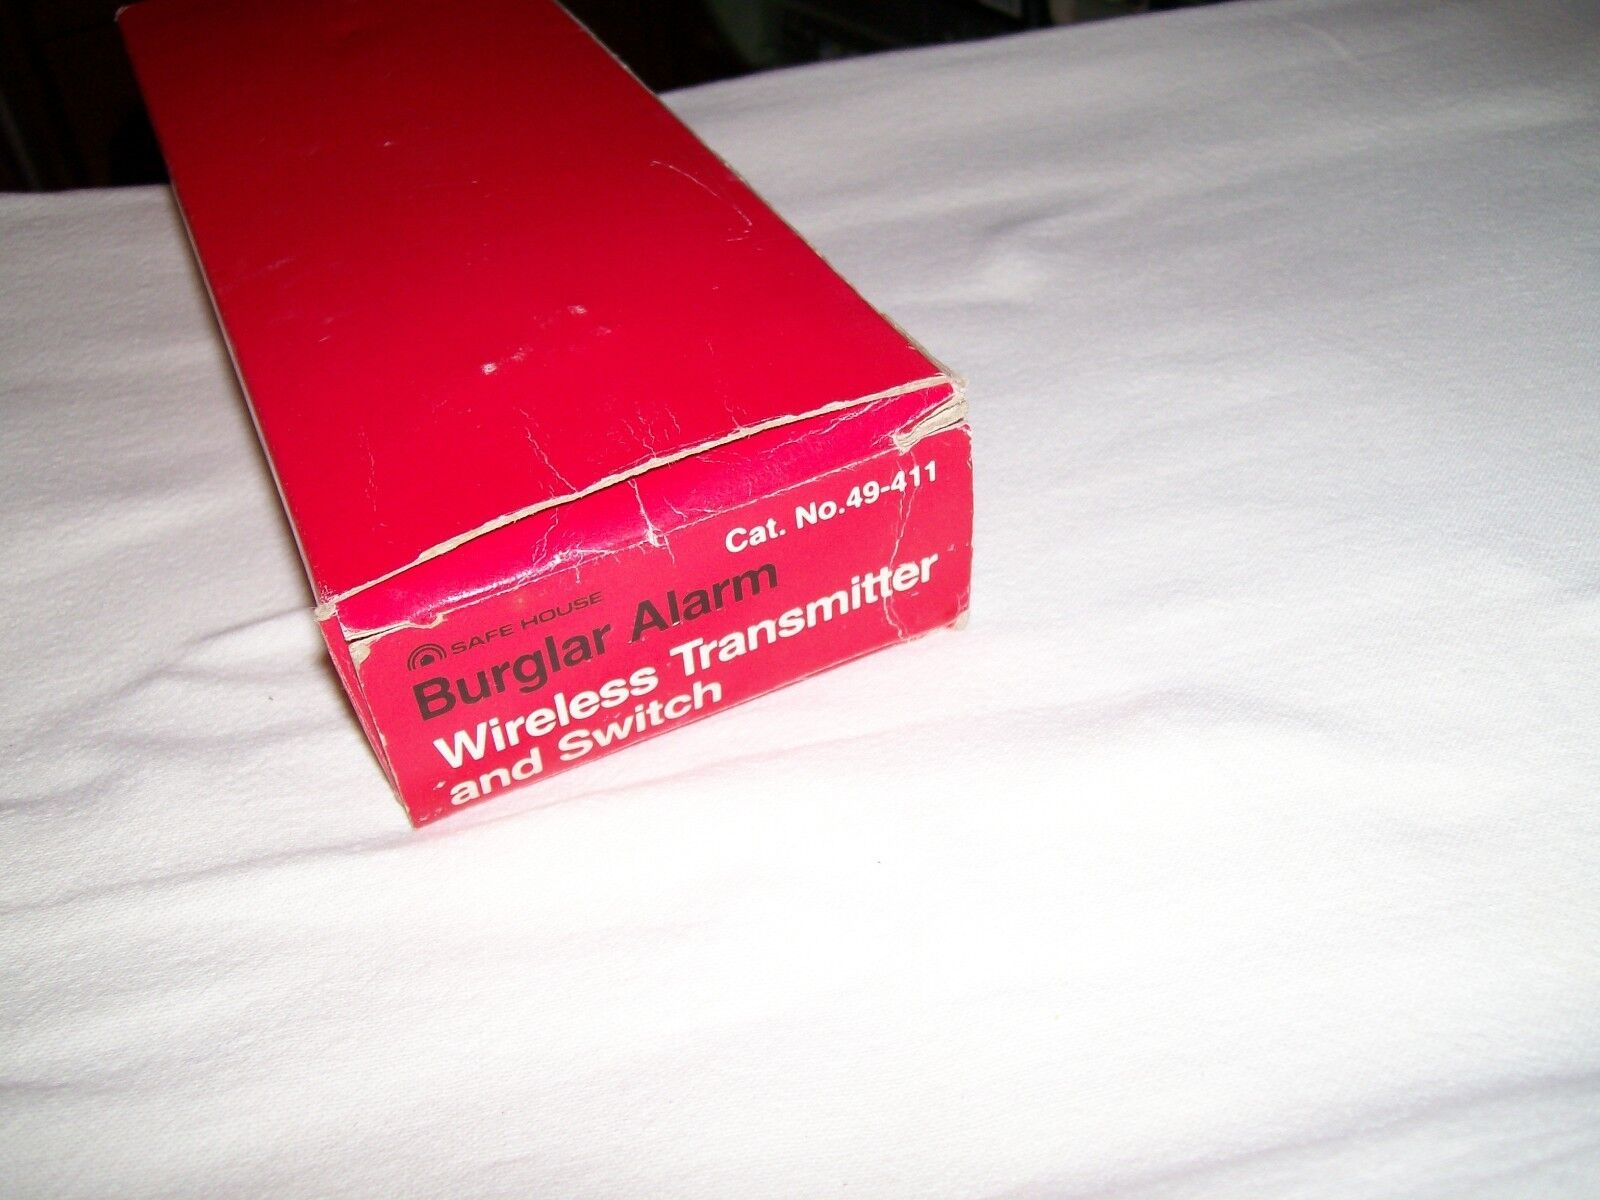 Cat. No.49-411
SAFE HOUSE
Burglar Alarm
Wireless Transmitter
and Switch